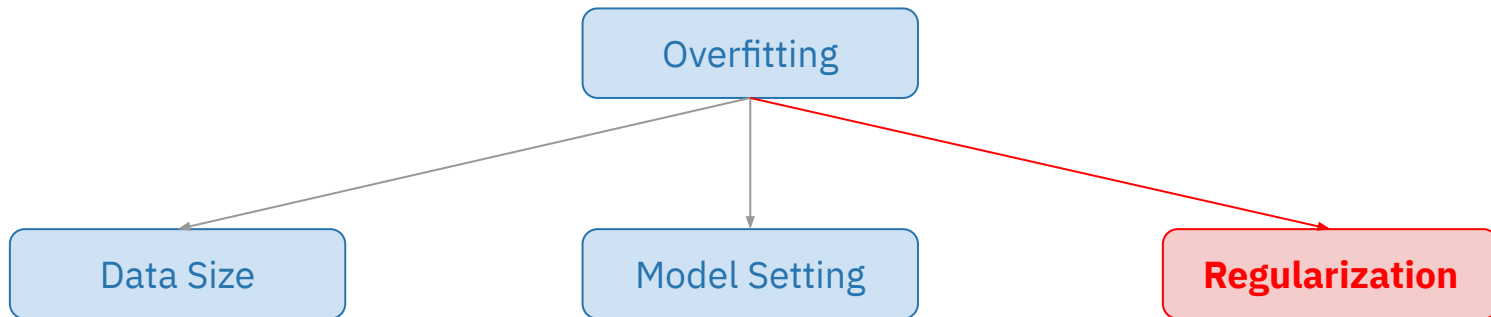 Overfitting
Data Size
Model Setting
Regularization